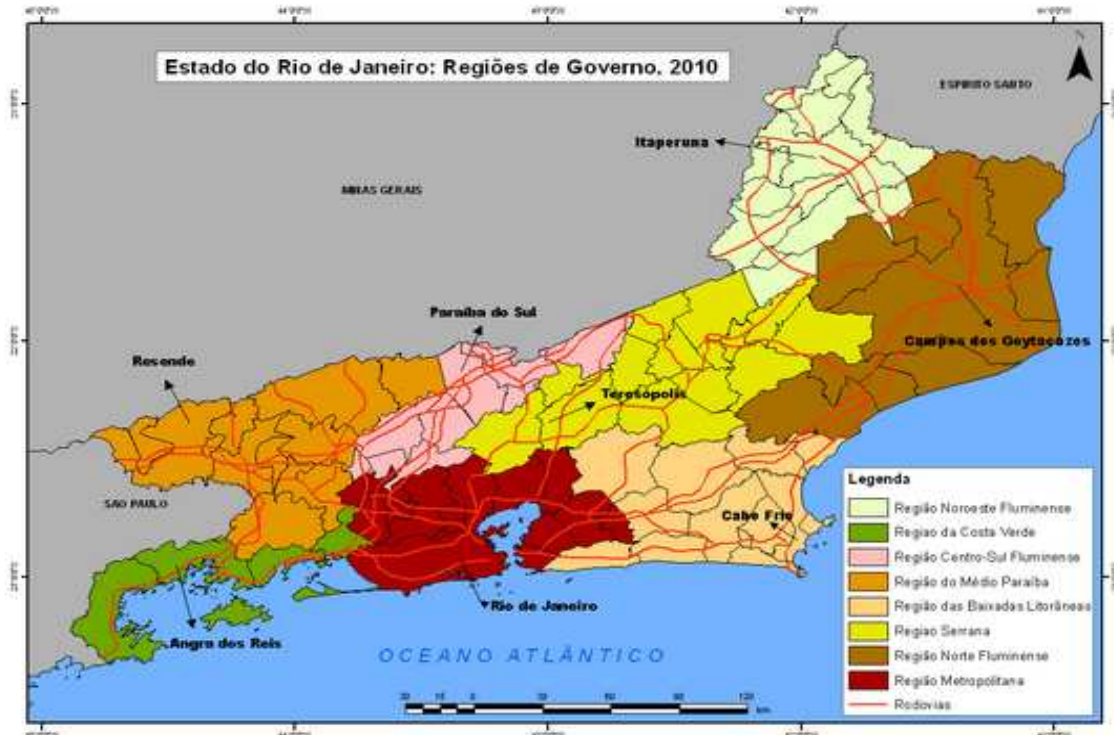 Estado do Rio de Janeiro: Regiões de Governo, 2010
N
ESPIRITO SANTO
Itaperuna
MINAS GERAIS
Paraíba do Sul
Campos dos Goytacazes
Resende
Teresópolis
SAO PAULO
Cabo Frio
Rio de Janeiro
Angra dos Reis
OCEANO ATLÂNTICO
km
Legenda
Região Noroeste Fluminense
Regiao da Costa Verde
Região Centro-Sul Fluminense
Região do Médio Paraíba
Região das Baixadas Litorâneas
Regiao Serrana
Região Norte Fluminense
Região Metropolitana
Rodovias